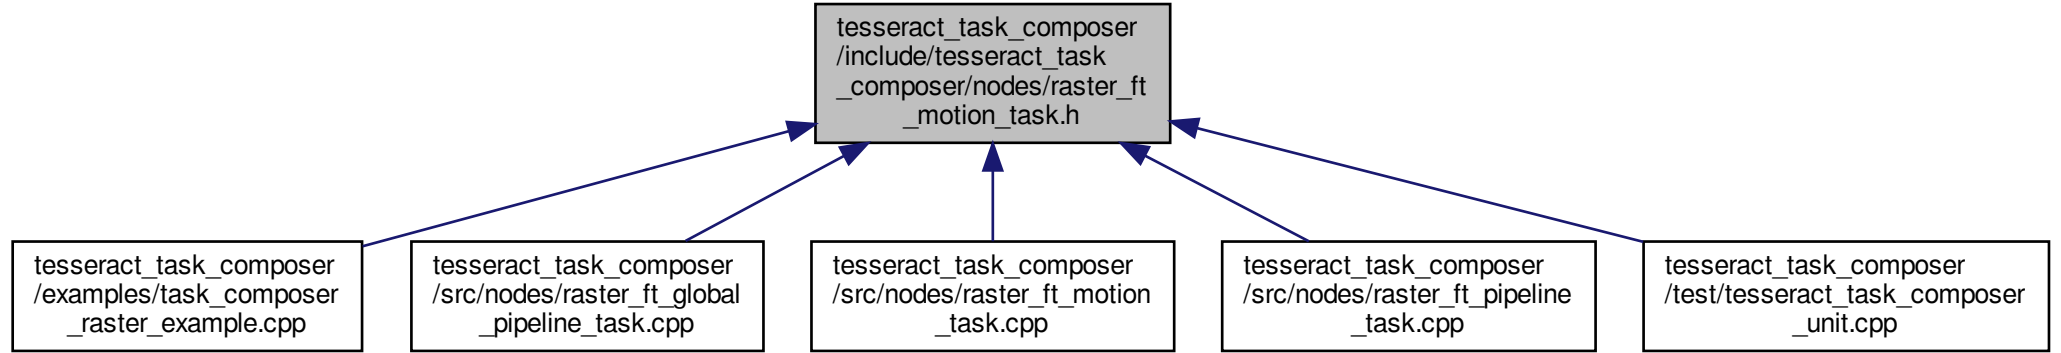 tesseract_task_composer
/include/tesseract_task
_composer/nodes/raster_ft
_motion_task.h
tesseract_task_composer
/examples/task_composer
_raster_example.cpp
tesseract_task_composer
/src/nodes/raster_ft_global
_pipeline_task.cpp
tesseract_task_composer
/src/nodes/raster_ft_motion
_task.cpp
tesseract_task_composer
/src/nodes/raster_ft_pipeline
_task.cpp
tesseract_task_composer
/test/tesseract_task_composer
_unit.cpp